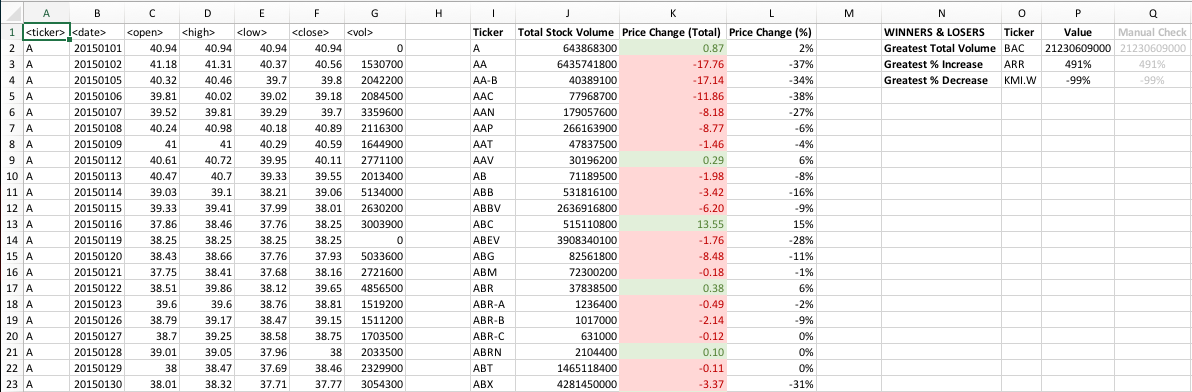 A B C D E F G H I J K L M N O P Q
1 <ticker> <date> <open> <high> <low> <close> <vol> Ticker Total Stock Volume Price Change (Total) Price Change (%) WINNERS & LOSERS Ticker Value Manual Check
2 A 20150101 40.94 40.94 40.94 40.94 0 A 643868300 0.87 2% Greatest Total Volume BAC 21230609000 21230609000
3 A 20150102 41.18 41.31 40.37 40.56 1530700 AA 6435741800 -17.76 -37% Greatest % Increase ARR 491% 491%
4 A 20150105 40.32 40.46 39.7 39.8 2042200 AA-B 40389100 -17.14 -34% Greatest % Decrease KMI.W -99% -99%
5 A 20150106 39.81 40.02 39.02 39.18 2084500 AAC 77968700 -11.86 -38%
6 A 20150107 39.52 39.81 39.29 39.7 3359600 AAN 179057600 -8.18 -27%
7 A 20150108 40.24 40.98 40.18 40.89 2116300 AAP 266163900 -8.77 -6%
8 A 20150109 41 41 40.29 40.59 1644900 AAT 47837500 -1.46 -4%
9 A 20150112 40.61 40.72 39.95 40.11 2771100 AAV 30196200 0.29 6%
10 A 20150113 40.47 40.7 39.33 39.55 2013400 AB 71189500 -1.98 -8%
11 A 20150114 39.03 39.1 38.21 39.06 5134000 ABB 531816100 -3.42 -16%
12 A 20150115 39.33 39.41 37.99 38.01 2630200 ABBV 2636916800 -6.20 -9%
13 A 20150116 37.86 38.46 37.76 38.25 3003900 ABC 515110800 13.55 15%
14 A 20150119 38.25 38.25 38.25 38.25 0 ABEV 3908340100 -1.76 -28%
15 A 20150120 38.43 38.66 37.76 37.93 5033600 ABG 82561800 -8.48 -11%
16 A 20150121 37.75 38.41 37.68 38.16 2721600 ABM 72300200 -0.18 -1%
17 A 20150122 38.51 39.86 38.12 39.65 4856500 ABR 37838500 0.38 6%
18 A 20150123 39.6 39.6 38.76 38.81 1519200 ABR-A 1236400 -0.49 -2%
19 A 20150126 38.79 39.17 38.47 39.15 1511200 ABR-B 1017000 -2.14 -9%
20 A 20150127 38.7 39.25 38.58 38.75 1703500 ABR-C 631000 -0.12 0%
21 A 20150128 39.01 39.05 37.96 38 2033500 ABRN 2104400 0.10 0%
22 A 20150129 38 38.47 37.69 38.46 2329900 ABT 1465118400 -0.11 0%
23 A 20150130 38.01 38.32 37.71 37.77 3054300 ABX 4281450000 -3.37 -31%